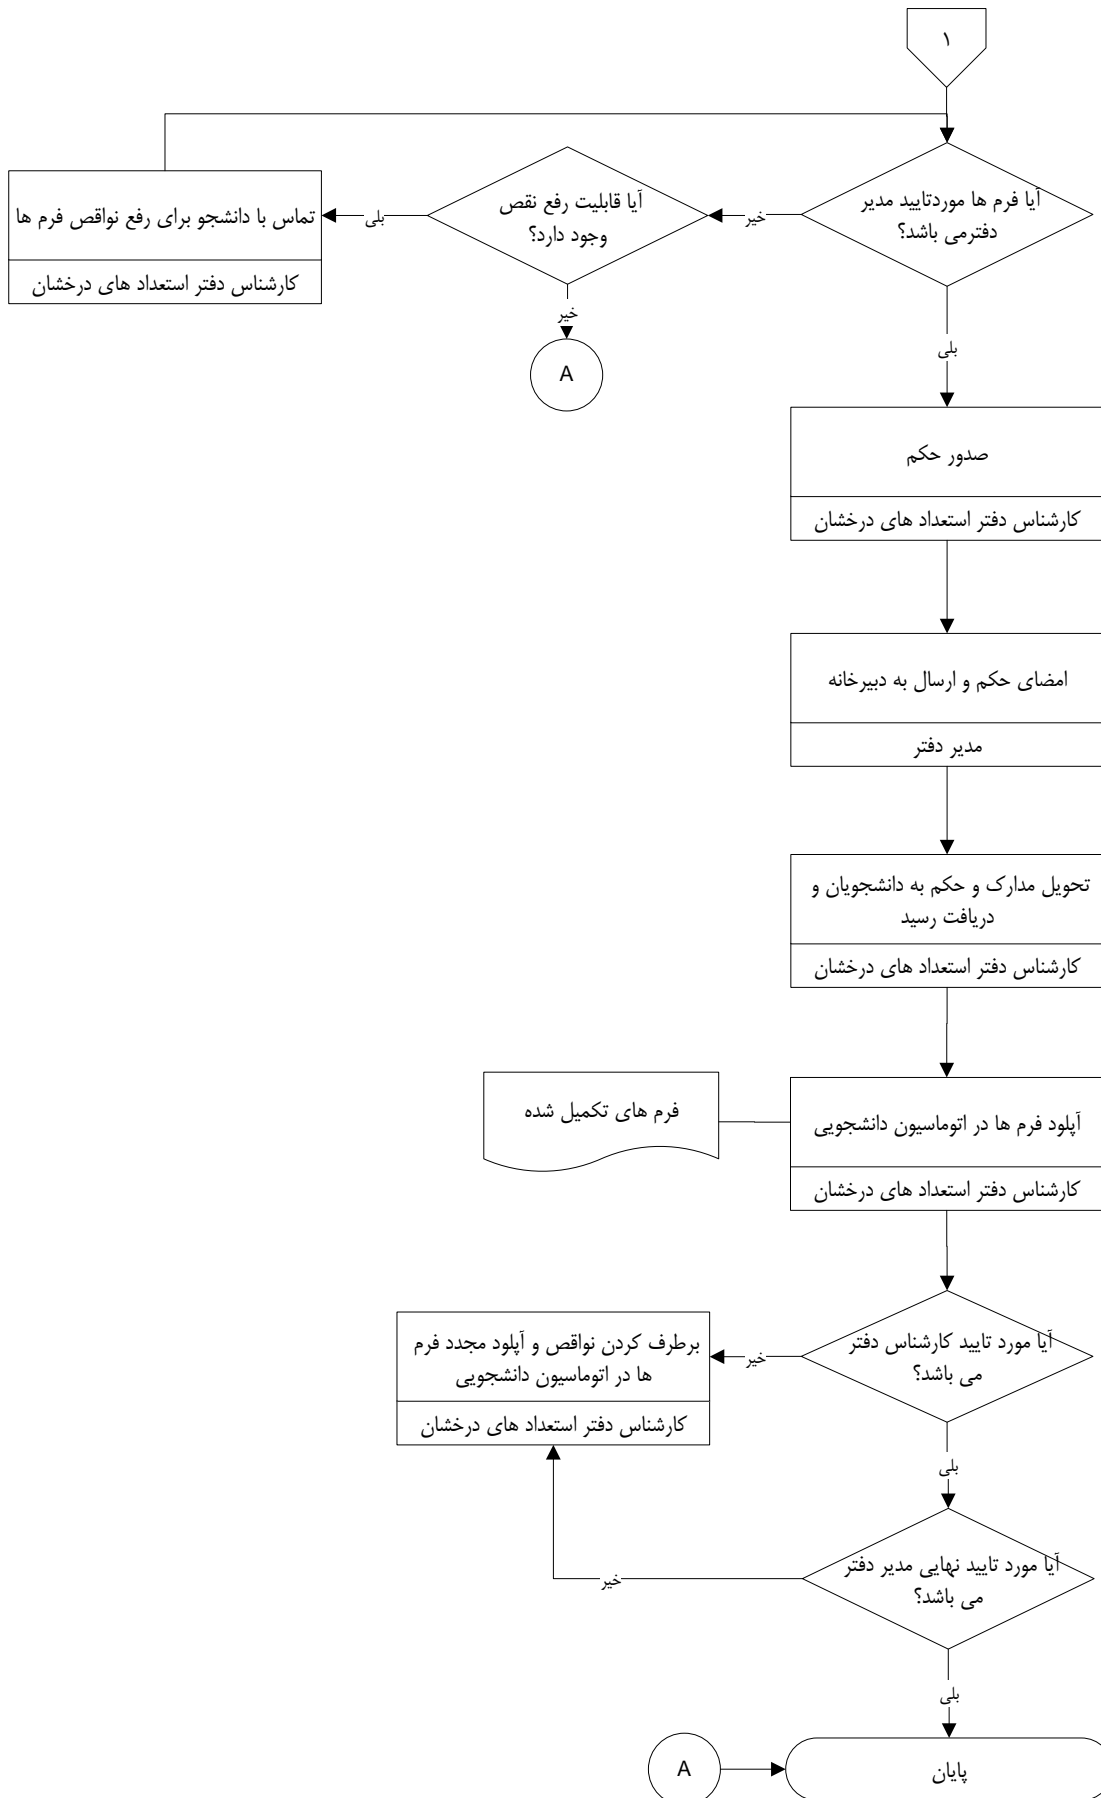 ۱
آیا فرم ها موردتایید مدیر
دفترمی باشد؟
خیر
آیا قابلیت رفع نقص
وجود دارد؟
بلی
تماس با دانشجو برای رفع نواقص فرم ها
کارشناس دفتر استعداد های درخشان
خیر
A
بلی
صدور حکم
کارشناس دفتر استعداد های درخشان
امضای حکم و ارسال به دبیرخانه
مدیر دفتر
تحویل مدارک و حکم به دانشجویان و
دریافت رسید
کارشناس دفتر استعداد های درخشان
آپلود فرم ها در اتوماسیون دانشجویی
کارشناس دفتر استعداد های درخشان
فرم های تکمیل شده
آیا مورد تایید کارشناس دفتر
می باشد؟
خیر
برطرف کردن نواقص و آپلود مجدد فرم
ها در اتوماسیون دانشجویی
کارشناس دفتر استعداد های درخشان
بلی
آیا مورد تایید نهایی مدیر دفتر
می باشد؟
خیر
بلی
پایان
A